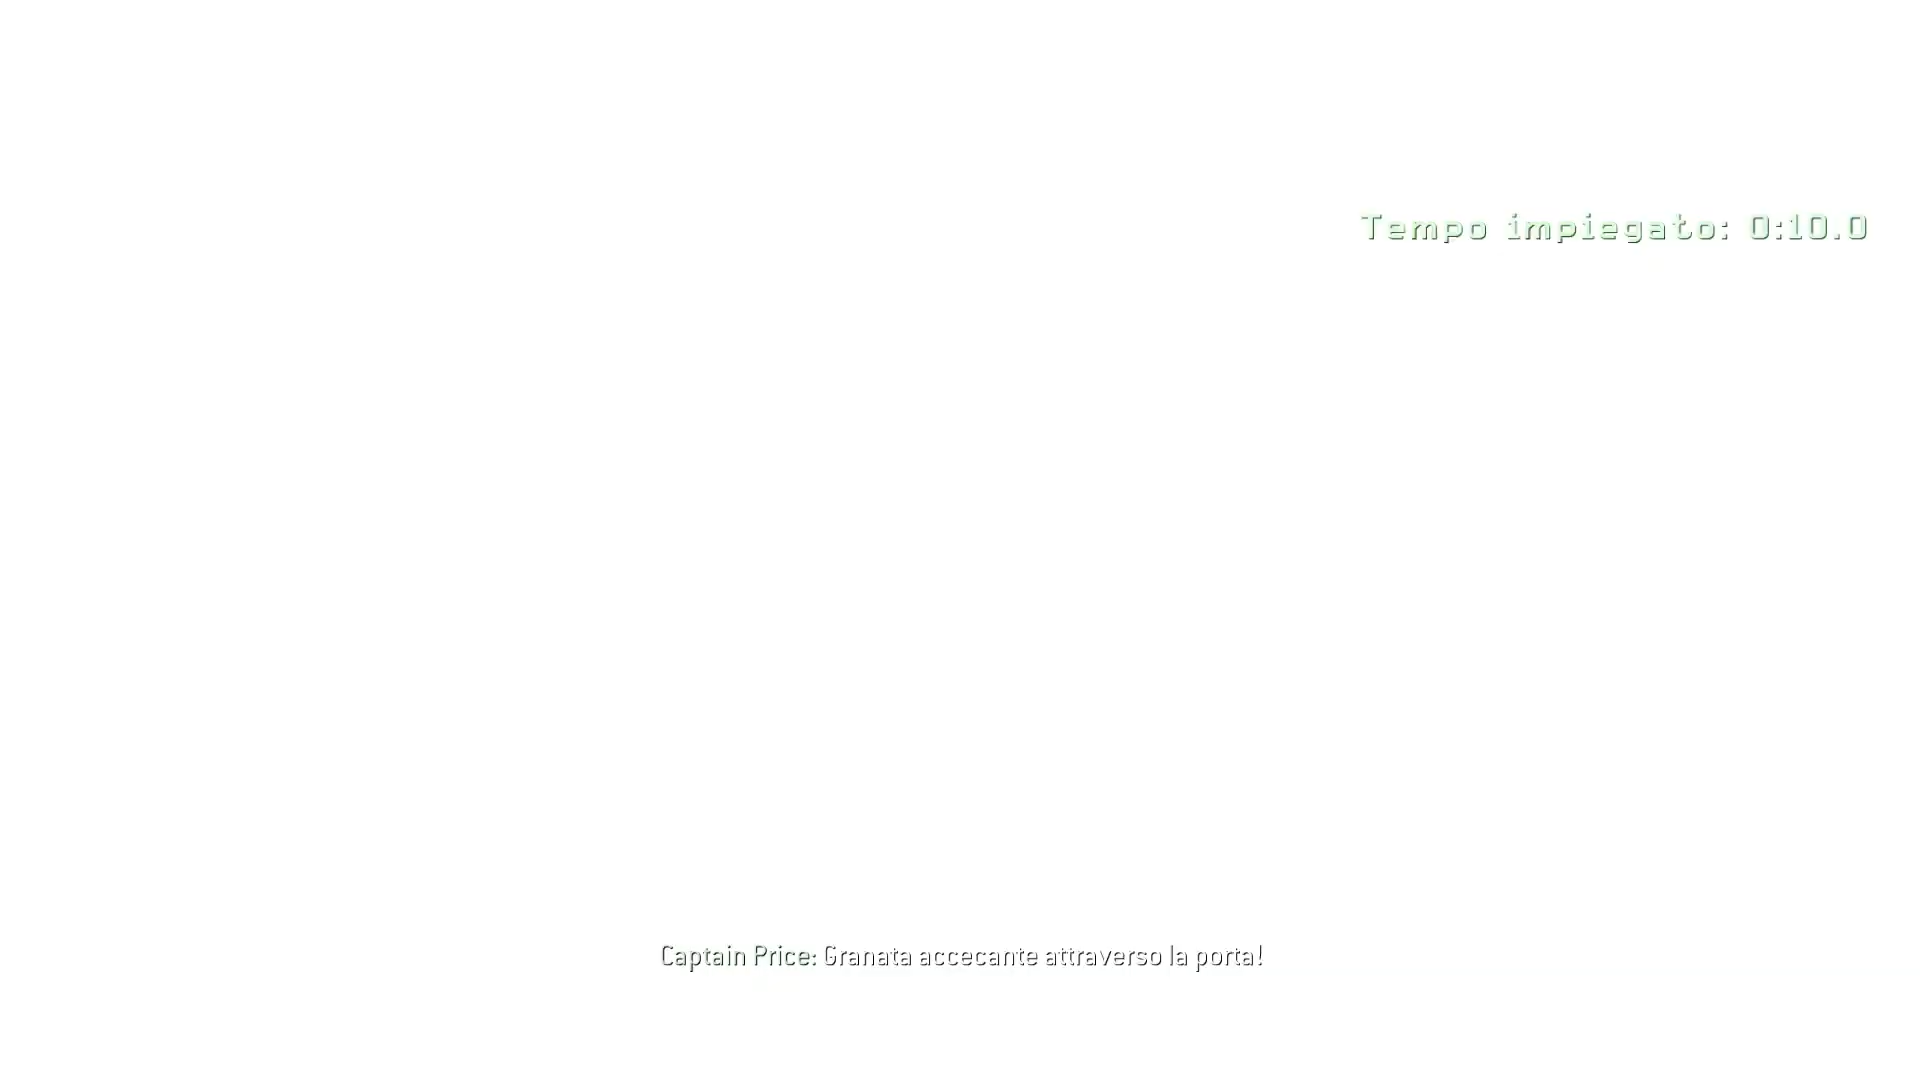 Tempo impiegato: 0:10.0
Captain Price: Granata accecante attraverso la porta!